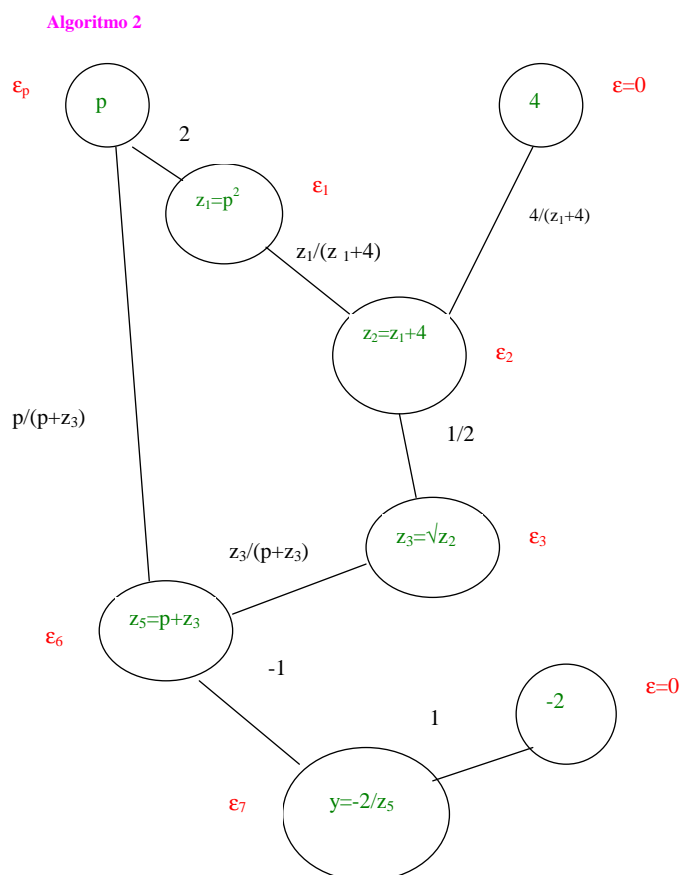 Algoritmo 2
εp
p
4
ε=0
2
z₁=p²
ε₁
4/(z₁+4)
z₁/(z ₁+4)
z₂=z₁+4
ε₂
p/(p+z₃)
1/2
z₃=√z₂
ε₃
z₃/(p+z₃)
z₅=p+z₃
ε₆
-1
ε=0
-2
1
ε₇
y=-2/z₅